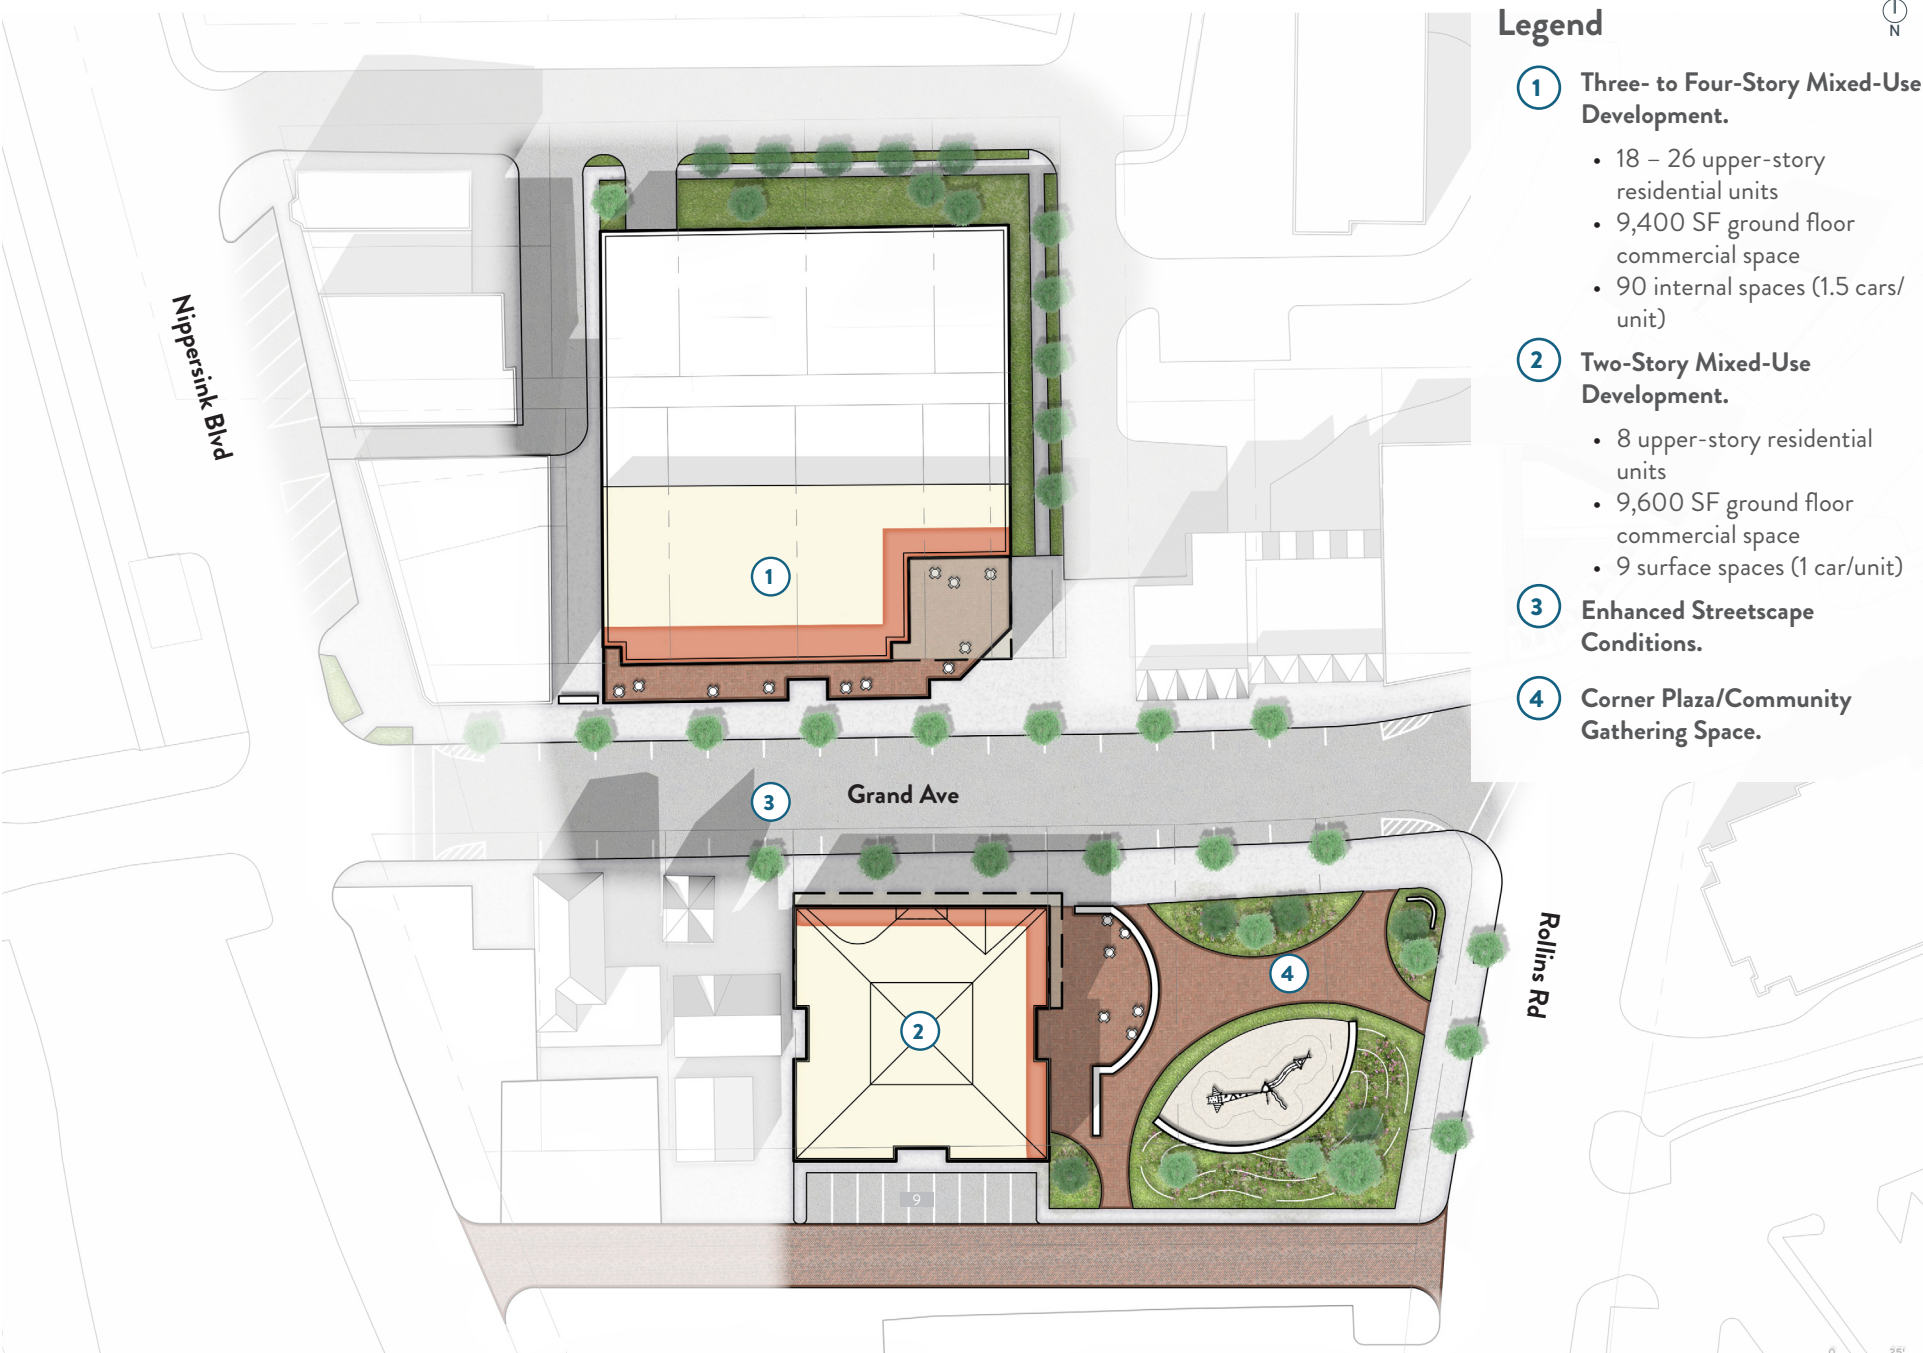 Legend
N
1
Three- to Four-Story Mixed-Use
Development.
• 18 – 26 upper-story
residential units
• 9,400 SF ground floor
commercial space
• 90 internal spaces (1.5 cars/
unit)
2
Two-Story Mixed-Use
Development.
• 8 upper-story residential
units
• 9,600 SF ground floor
commercial space
• 9 surface spaces (1 car/unit)
3
Enhanced Streetscape
Conditions.
4
Corner Plaza/Community
Gathering Space.
Nippersink Blvd
1
3
Grand Ave
Rollins Rd
4
2
9
0
25'